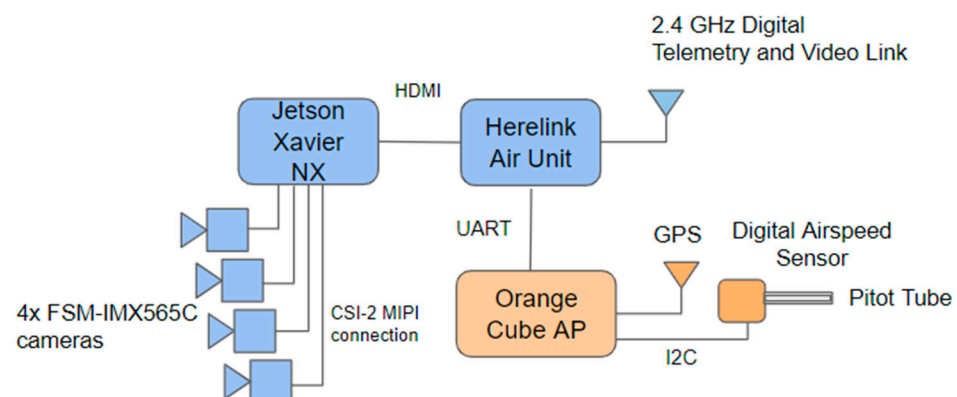 2.4 GHz Digital
Telemetry and Video Link
HDMI
Jetson
Xavier
NX
Herelink
Air Unit
UART
GPS
Digital Airspeed
Sensor
4x FSM-IMX565C
cameras
CSI-2 MIPI
connection
Orange
Cube AP
Pitot Tube
I2C